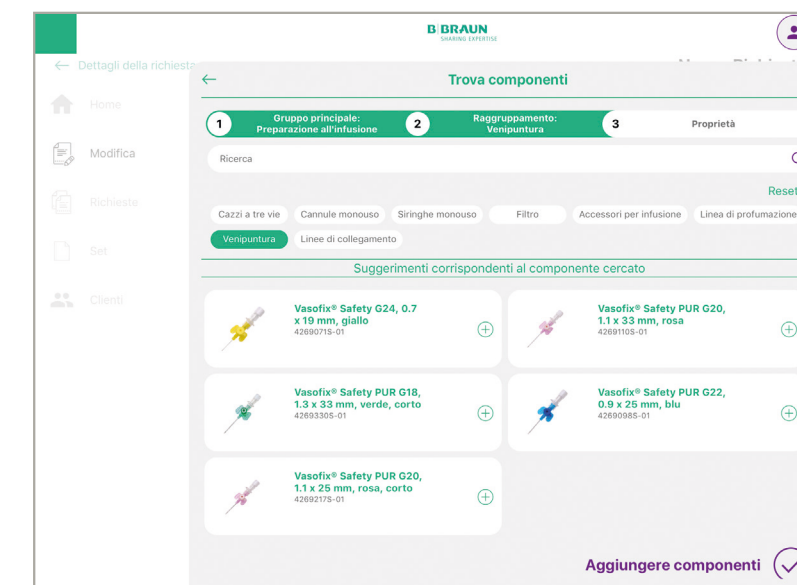 B BRAUN
SHARING EXPERTISE
Dettagli della richiesta
Trova componenti
Home
Modifica
Richieste
Set
Clienti
1 Gruppo principale: Preparazione all'infusione
2 Raggruppamento: Venipuntura
3 Proprietà
Ricerca
Reset
Cazzi a tre vie Cannule monouso Siringhe monouso Filtro Accessori per infusione Linea di profumazione
Venipuntura Linee di collegamento
Suggerimenti corrispondenti al componente cercato
Vasofix® Safety G24, 0.7
x 19 mm, giallo
4269071S-01
Vasofix® Safety PUR G20,
1.1 x 33 mm, rosa
4269110S-01
Vasofix® Safety PUR G18,
1.3 x 33 mm, verde, corto
4269330S-01
Vasofix® Safety PUR G22,
0.9 x 25 mm, blu
4269098S-01
Vasofix® Safety PUR G20,
1.1 x 25 mm, rosa, corto
4269217S-01
Aggiungere componenti